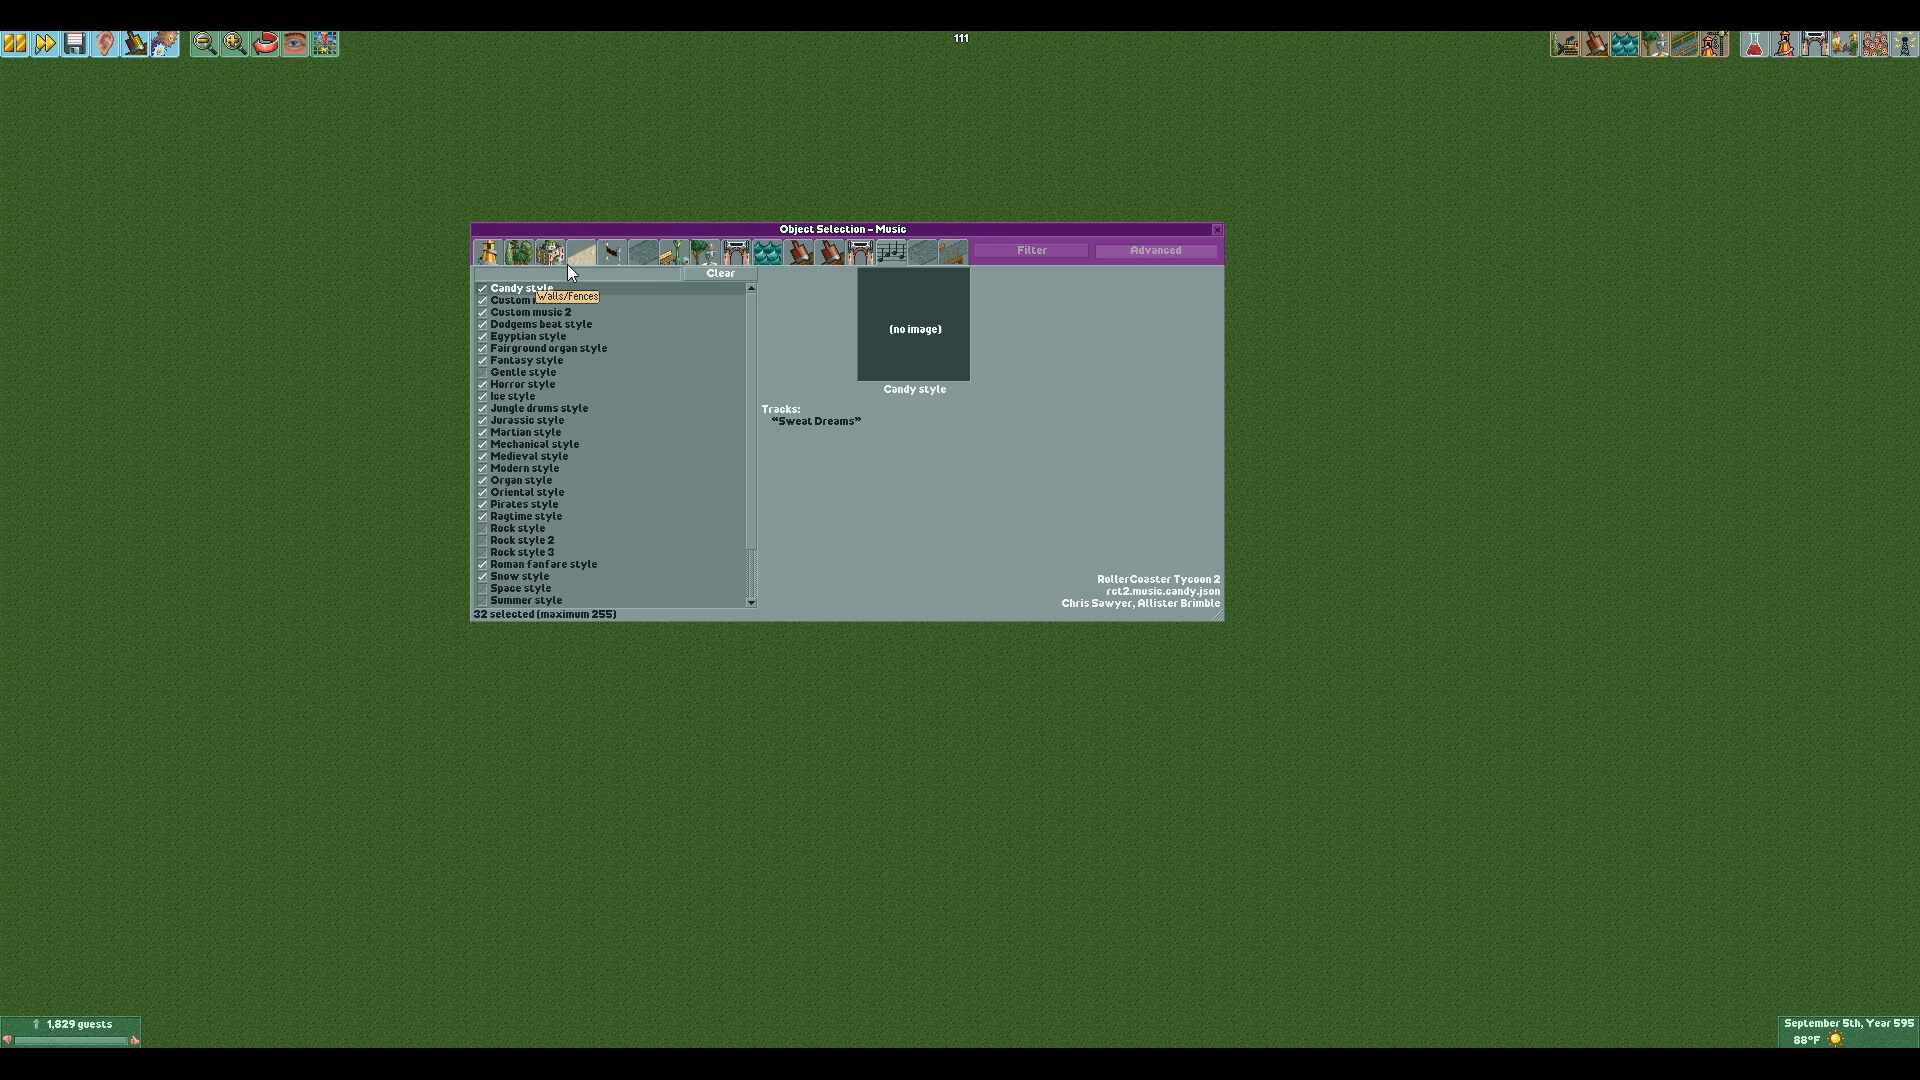 111
Object Selection - Music
Filter
Advanced
Clear
Candy style
Walls/Fences
Custom
Custom music 2
Dodgems beat style
Egyptian style
Fairground organ style
Fantasy style
Gentle style
Horror style
Ice style
Jungle drums style
Jurassic style
Martian style
Mechanical style
Medieval style
Modern style
Organ style
Oriental style
Pirates style
Ragtime style
Rock style
Rock style 2
Rock style 3
Roman fanfare style
Snow style
Space style
Summer style
32 selected (maximum 255)
(no image)
Candy style
Tracks:
“Sweat Dreams”
RollerCoaster Tycoon 2
rct2.music.candy.json
Chris Sawyer, Allister Brimble
1,829 guests
September 5th, Year 595
88°F